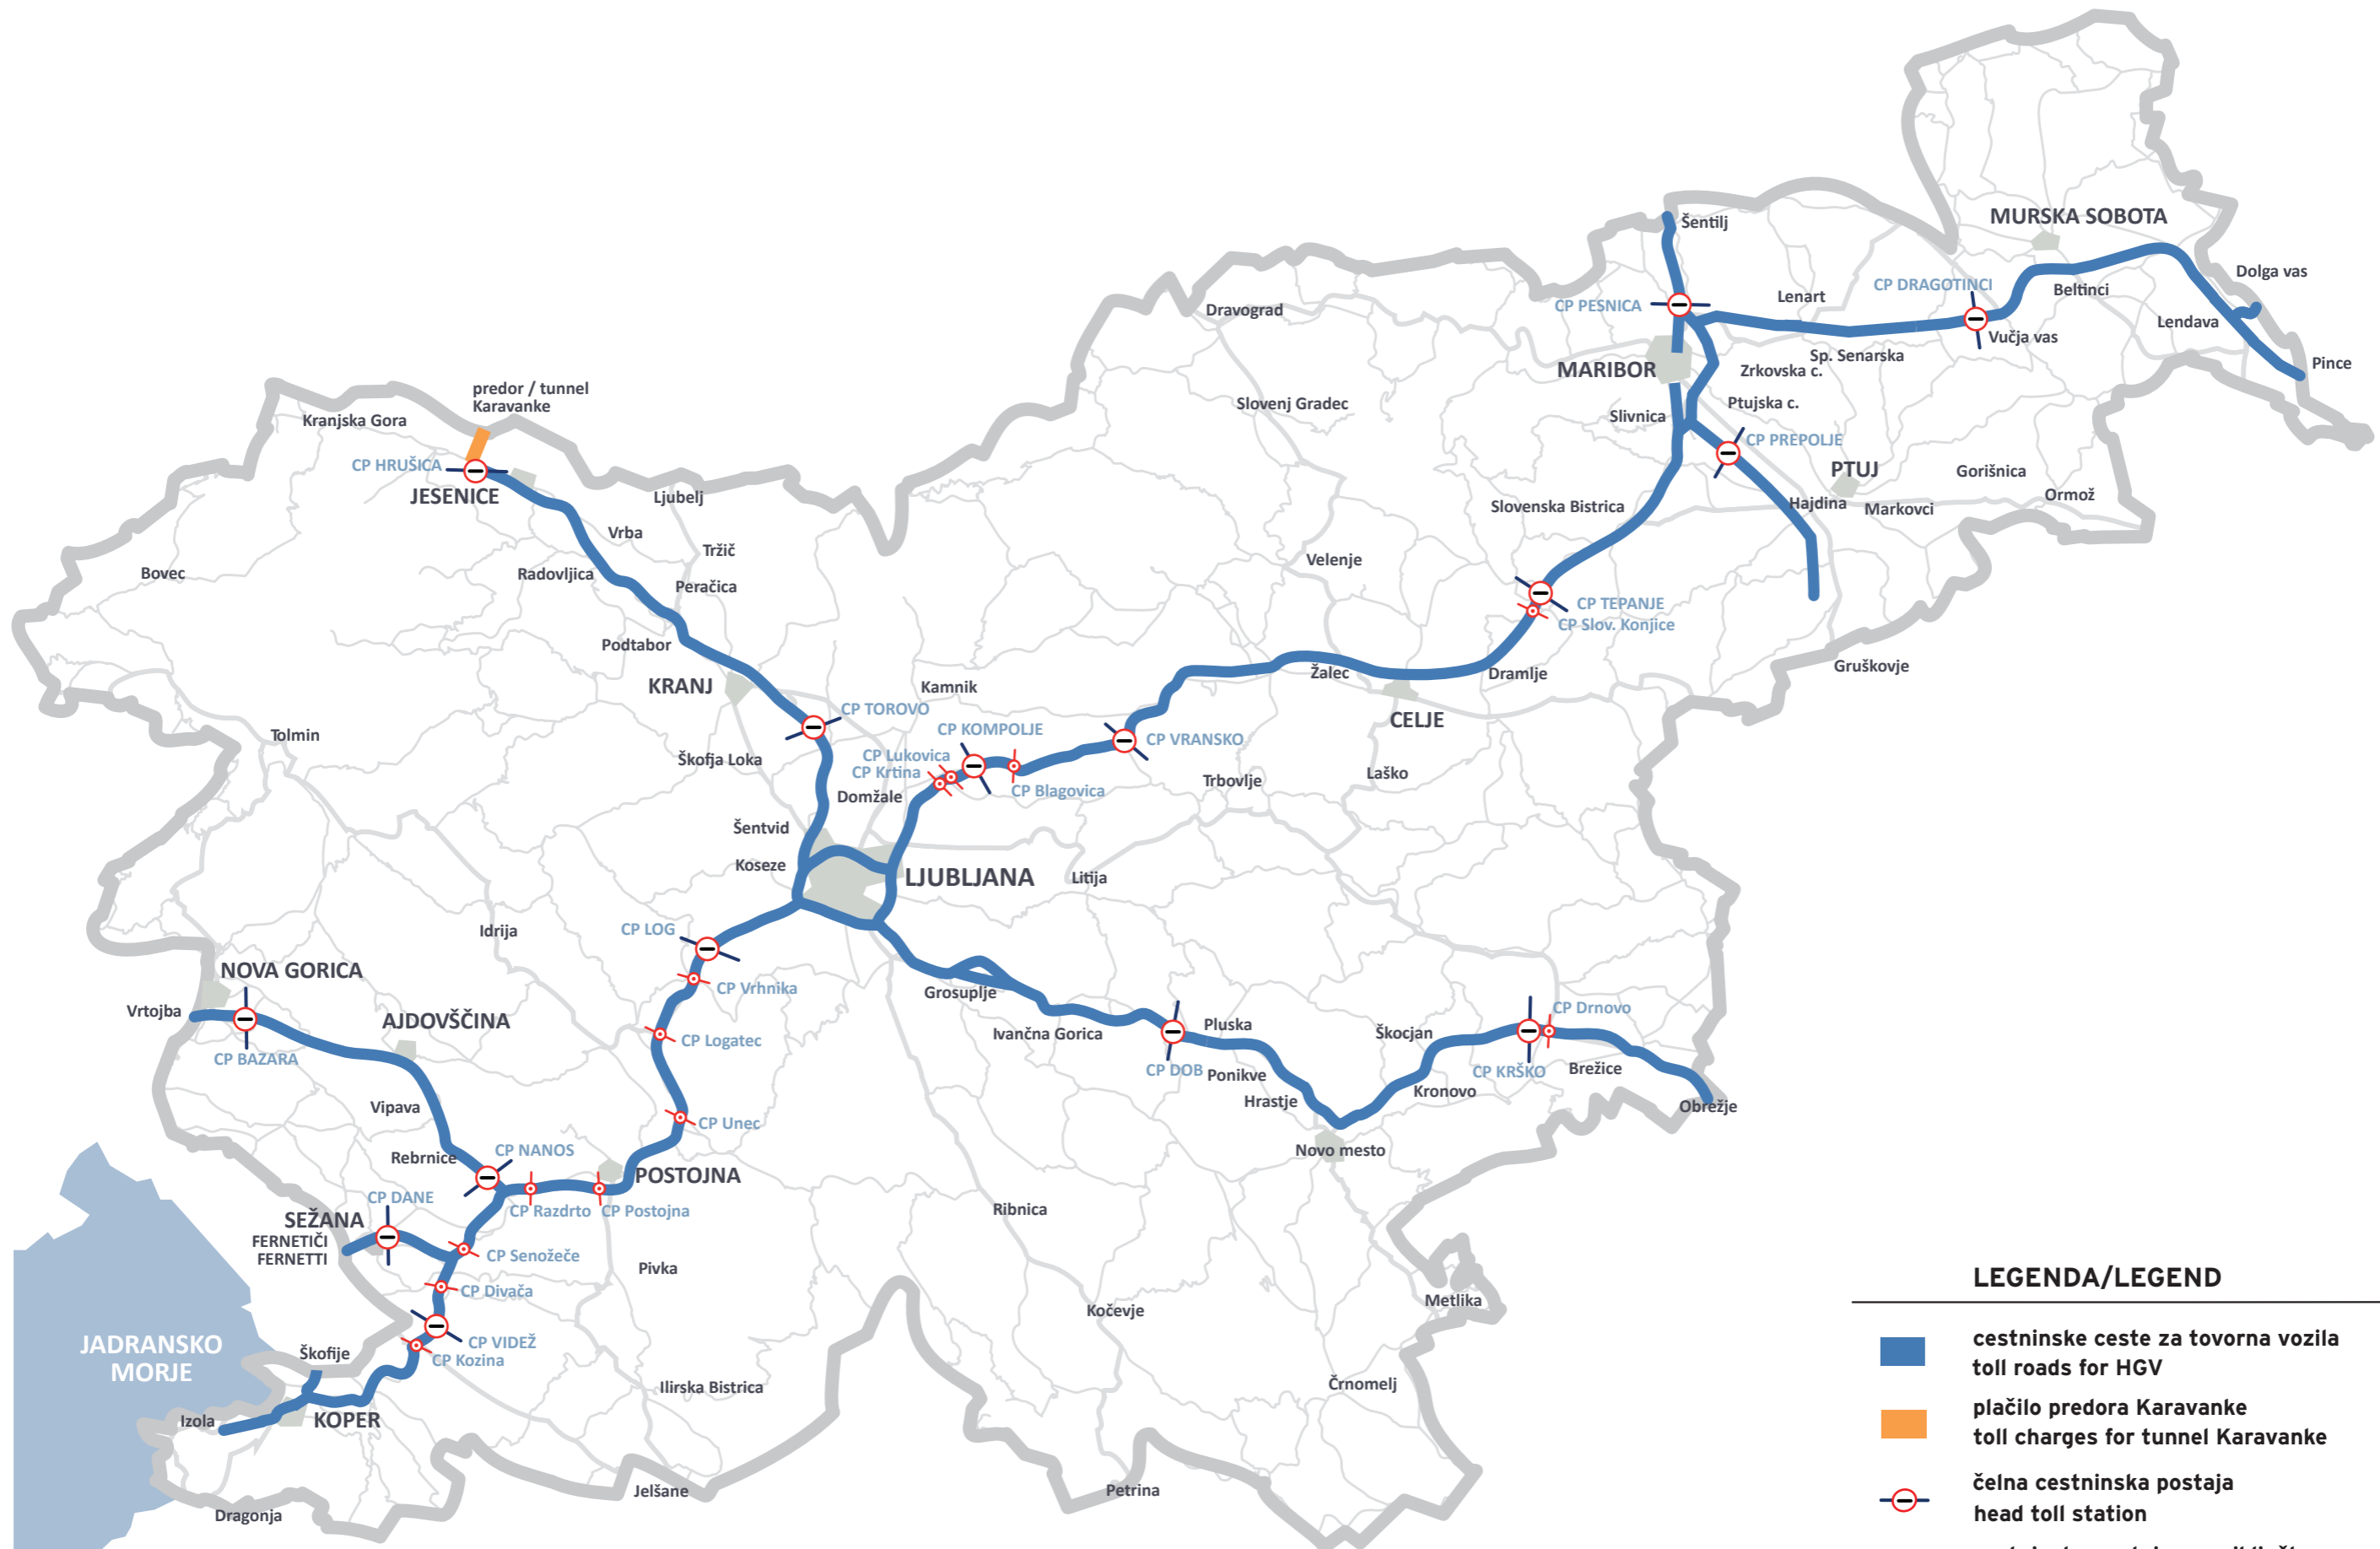 MURSKA SOBOTA
Šentilj
Dolga vas
CP DRAGOTINCI
Beltinci
Lenart
CP PESNICA
Dravograd
Lendava
Vučja vas
Sp. Senarska
Pince
MARIBOR
Zrkovska c.
predor / tunnel
Karavanke
Kranjska Gora
Slovenj Gradec
Ptujska c.
Slivnica
CP PREPOLJE
CP HRUŠICA
JESENICE
Ljubelj
PTUJ
Gorišnica
Ormož
Hajdina
Markovci
Slovenska Bistrica
Vrba
Tržič
Velenje
Bovec
Radovljica
Peračica
CP TEPANJE
CP Slov. Konjice
Podtabor
Gruškovje
Žalec
Dramlje
KRANJ
Kamnik
CP TOROVO
CELJE
CP KOMPOLJE
Tolmin
CP VRANSKO
CP Lukovica
Škofja Loka
CP Krtina
Laško
Trbovlje
Domžale
CP Blagovica
Šentvid
Koseze
LJUBLJANA
Litija
CP LOG
Idrija
NOVA GORICA
CP Vrhnika
Grosuplje
Vrtojba
AJDOVŠČINA
CP Drnovo
Pluska
Škocjan
Ivančna Gorica
CP Logatec
CP BAZARA
CP DOB
Ponikve
CP KRŠKO
Brežice
Kronovo
Hrastje
Vipava
Obrežje
CP Unec
Novo mesto
CP NANOS
Rebrnice
POSTOJNA
CP DANE
CP Razdrto
CP Postojna
Ribnica
SEŽANA
FERNETIČI
FERNETTI
CP Senožeče
Pivka
CP Divača
Metlika
Kočevje
CP VIDEŽ
JADRANSKO
MORJE
Škofije
CP Kozina
Ilirska Bistrica
Črnomelj
Izola
KOPER
Jelšane
Petrina
Dragonja
LEGENDA/LEGEND
cestninske ceste za tovorna vozila
toll roads for HGV
plačilo predora Karavanke
toll charges for tunnel Karavanke
čelna cestninska postaja
head toll station